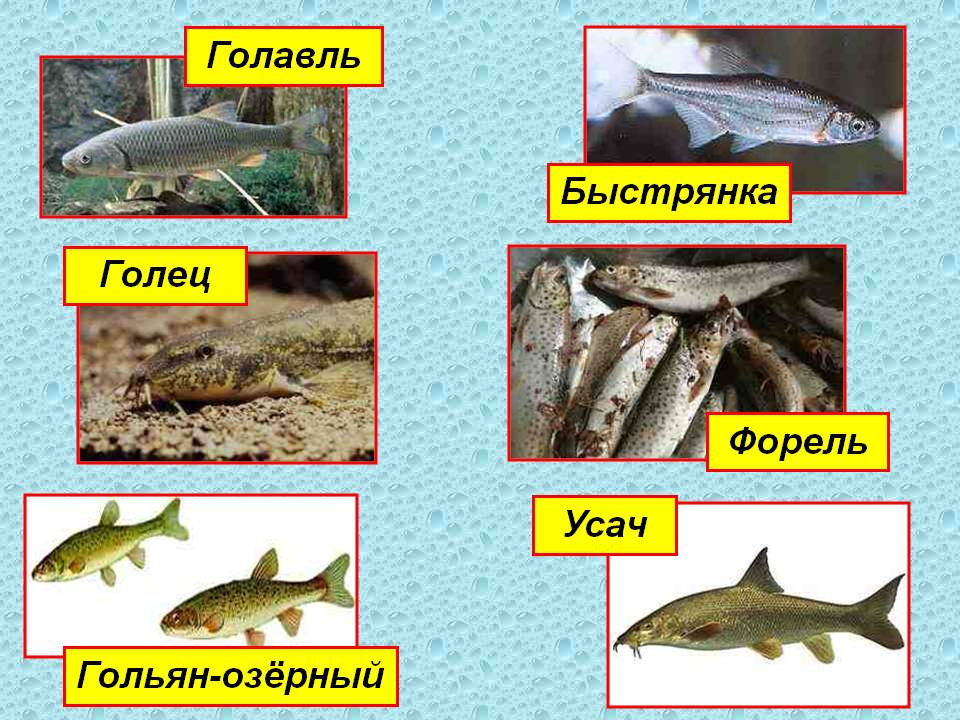 Голавль
Быстрянка
Голец
Форель
Гольян-озёрный
Усач